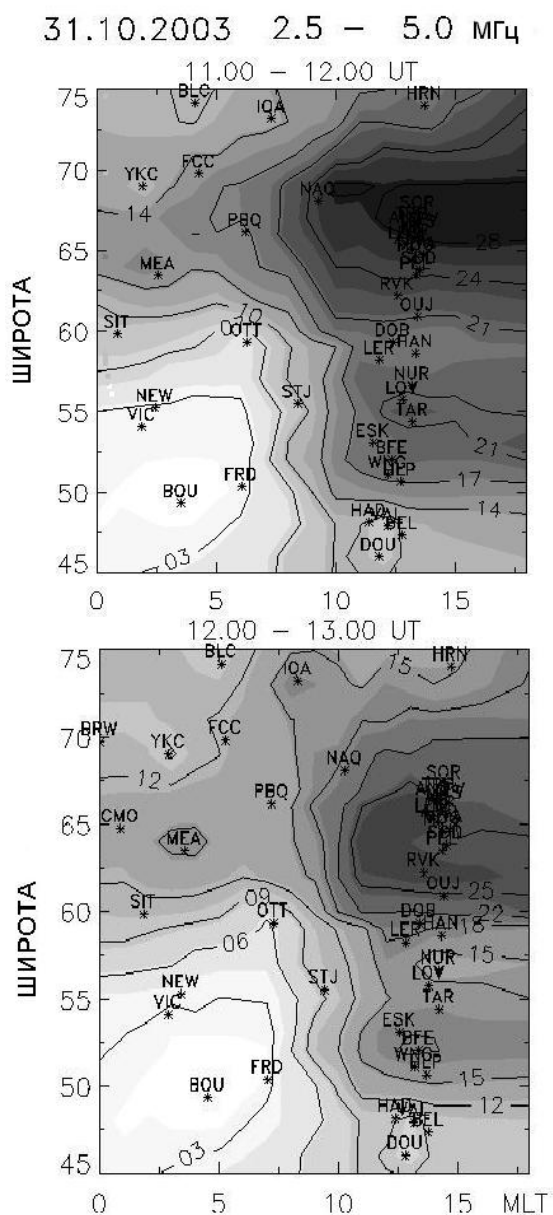 31.10.2003 2.5 – 5.0 МГц
11.00 – 12.00 UT
75
BLC
IQA
HRN
70
FCC
YKC
NAQ
SOR
14
PBQ
65
28
MEA
24
RVK
OUJ
10
21
60
SIT
OTT
DOB
HAN
LER
NUR
NEW
STJ
LOV
55
TAR
VIC
ESK
21
BFE
WNG
FRD
17
50
BOU
14
HAD
BEL
DOU
03
45
0 5 10 15
ШИРОТА
12.00 – 13.00 UT
75
BLC
IQA
15
HRN
70
BRW
YKC
FCC
NAQ
SOR
12
PBQ
65
CMO
MEA
RVK
OUJ
25
SIT
09
22
60
OTT
DOB
HAN
18
LER
06
15
NUR
NEW
STJ
LOV
55
VIC
TAR
ESK
BFE
WNG
FRD
15
50
BOU
12
HAD
BEL
DOU
03
45
0 5 10 15 MLT
ШИРОТА